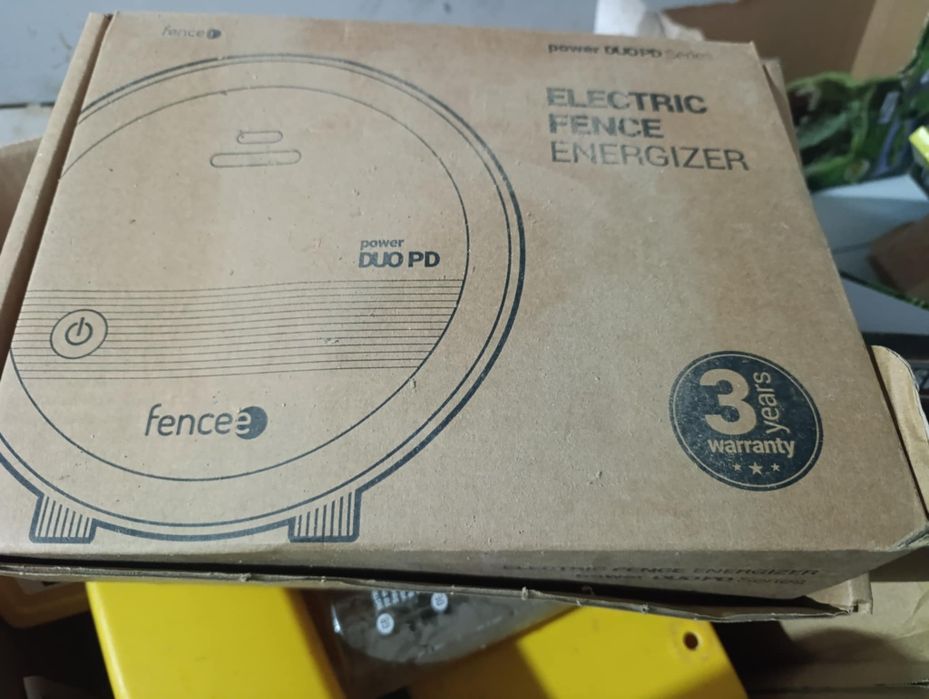 fencee
power DUO PD Series
ELECTRIC
FENCE
ENERGIZER
power
DUO PD
fencee
3 years
warranty
ELECTRIC FENCE ENERGIZER
power DUO PD Series